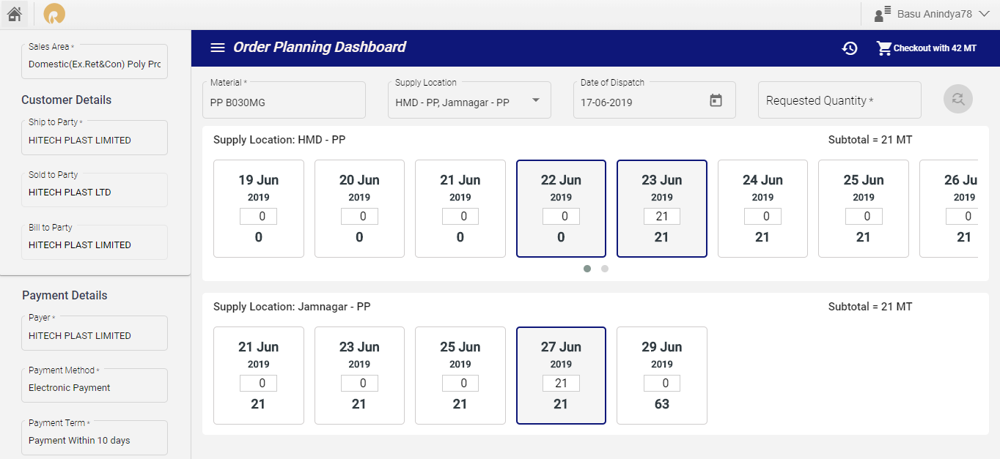 Basu Anindya78
Sales Area *
Domestic(Ex.Ret&Con) Poly Pro
Customer Details
Ship to Party *
HITECH PLAST LIMITED
Sold to Party
HITECH PLAST LTD
Bill to Party
HITECH PLAST LIMITED
Payment Details
Payer *
HITECH PLAST LIMITED
Payment Method *
Electronic Payment
Payment Term *
Payment Within 10 days
Order Planning Dashboard
Checkout with 42 MT
Material *
PP B030MG
Supply Location
HMD - PP, Jamnagar - PP
Date of Dispatch
17-06-2019
Requested Quantity *
Supply Location: HMD - PP Subtotal = 21 MT
19 Jun 20 Jun 21 Jun 22 Jun 23 Jun 24 Jun 25 Jun 26 Ju
2019 2019 2019 2019 2019 2019 2019 2019
0 0 0 0 21 0 0 0
0 0 0 0 21 21 21 21
Supply Location: Jamnagar - PP Subtotal = 21 MT
21 Jun 23 Jun 25 Jun 27 Jun 29 Jun
2019 2019 2019 2019 2019
0 0 0 21 0
21 21 21 21 63